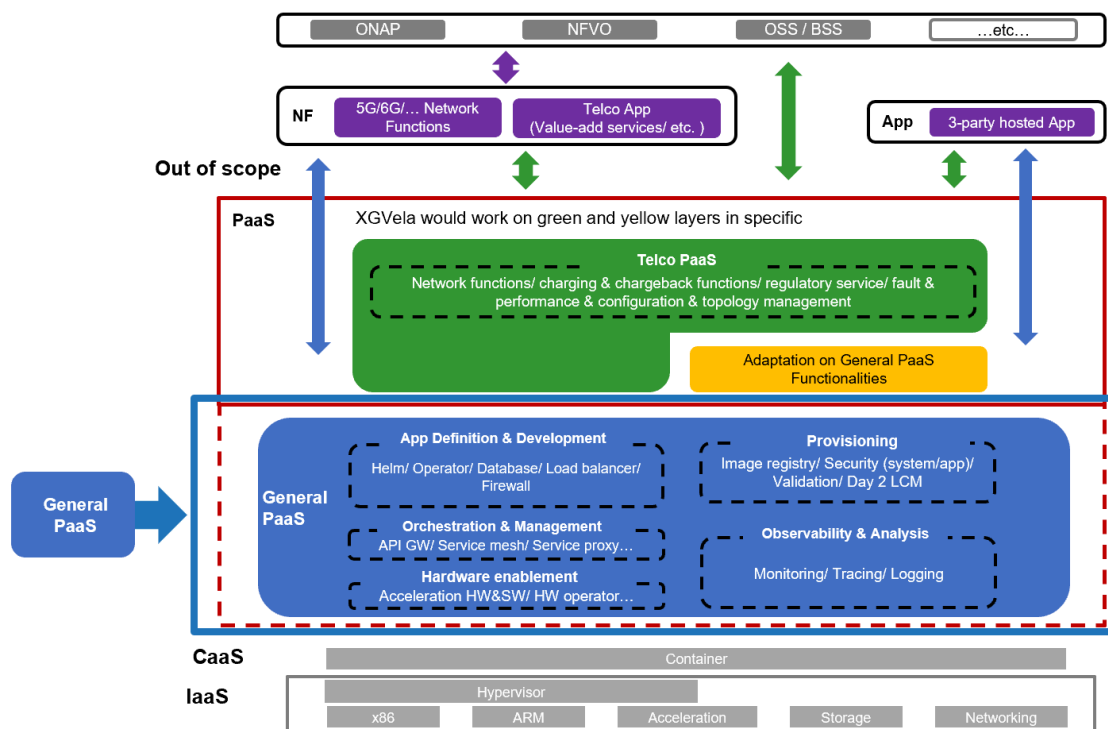 ONAP
NFVO
OSS / BSS
...etc...
NF
5G/6G/... Network
Functions
Telco App
(Value-add services/ etc. )
App
3-party hosted App
Out of scope
PaaS
XGVela would work on green and yellow layers in specific
Telco PaaS
Network functions/ charging & chargeback functions/ regulatory service/ fault &
performance & configuration & topology management
Adaptation on General PaaS
Functionalities
General
PaaS
General
PaaS
App Definition & Development
Helm/ Operator/ Database/ Load balancer/
Firewall
Orchestration & Management
API GW/ Service mesh/ Service proxy...
Hardware enablement
Acceleration HW&SW/ HW operator...
Provisioning
Image registry/ Security (system/app)/
Validation/ Day 2 LCM
Observability & Analysis
Monitoring/ Tracing/ Logging
CaaS
Container
IaaS
Hypervisor
x86
ARM
Acceleration
Storage
Networking